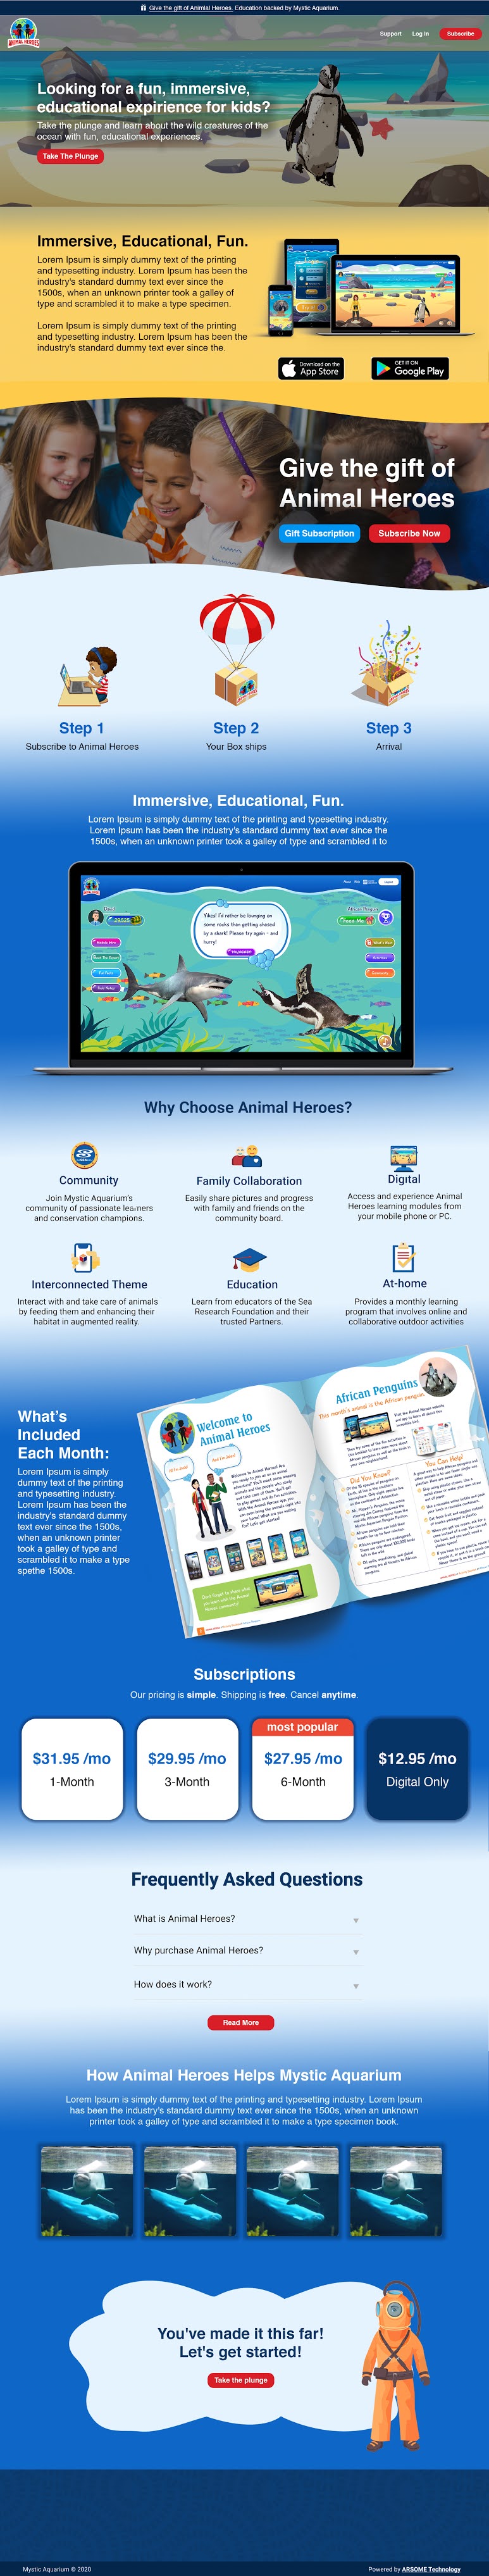 Give the gift of Animlal Heroes. Education backed by Mystic Aquarium.
ANIMAL HEROES
Support Log In Subscribe
Looking for a fun, immersive,
educational expirience for kids?
Take the plunge and learn about the wild creatures of the
ocean with fun, educational experiences.
Take The Plunge
Immersive, Educational, Fun.
Lorem Ipsum is simply dummy text of the printing
and typesetting industry. Lorem Ipsum has been the
industry's standard dummy text ever since the
1500s, when an unknown printer took a galley of
type and scrambled it to make a type specimen.
Lorem Ipsum is simply dummy text of the printing
and typesetting industry. Lorem Ipsum has been the
industry's standard dummy text ever since the.
Download on the
App Store
GET IT ON
Google Play
Give the gift of
Animal Heroes
Gift Subscription Subscribe Now
Step 1 Step 2 Step 3
Subscribe to Animal Heroes Your Box ships Arrival
Immersive, Educational, Fun.
Lorem Ipsum is simply dummy text of the printing and typesetting industry.
Lorem Ipsum has been the industry's standard dummy text ever since the
1500s, when an unknown printer took a galley of type and scrambled it to
David
African Penguin
Yikes! I'd rather be lounging on
some rocks than getting chased
by a shark! Please try again - and
hurry!
Feed Me
What's Next
Activities
Community
Why Choose Animal Heroes?
Community
Join Mystic Aquarium's
community of passionate learners
and conservation champions.
Family Collaboration
Easily share pictures and progress
with family and friends on the
community board.
Digital
Access and experience Animal
Heroes learning modules from
your mobile phone or PC.
Interconnected Theme
Interact with and take care of animals
by feeding them and enhancing their
habitat in augmented reality.
Education
Learn from educators of the Sea
Research Foundation and their
trusted Partners.
At-home
Provides a monthly learning
program that involves online and
collaborative outdoor activities
What's
Included
Each Month:
Lorem Ipsum is simply
dummy text of the printing
and typesetting industry.
Lorem Ipsum has been the
industry's standard dummy
text ever since the 1500s,
when an unknown printer
took a galley of type and
scrambled it to make a type
spethe 1500s.
Welcome to
Animal Heroes
African Penguins
This month's animal is the African penguin
Did You Know?
You Can Help!
Subscriptions
Our pricing is simple. Shipping is free. Cancel anytime.
most popular
$31.95 /mo $29.95 /mo $27.95 /mo $12.95 /mo
1-Month 3-Month 6-Month Digital Only
Frequently Asked Questions
What is Animal Heroes?
Why purchase Animal Heroes?
How does it work?
Read More
How Animal Heroes Helps Mystic Aquarium
Lorem Ipsum is simply dummy text of the printing and typesetting industry. Lorem Ipsum
has been the industry's standard dummy text ever since the 1500s, when an unknown
printer took a galley of type and scrambled it to make a type specimen book.
You've made it this far!
Let's get started!
Take the plunge
Mystic Aquarium © 2020 Powered by ARSOME Technology